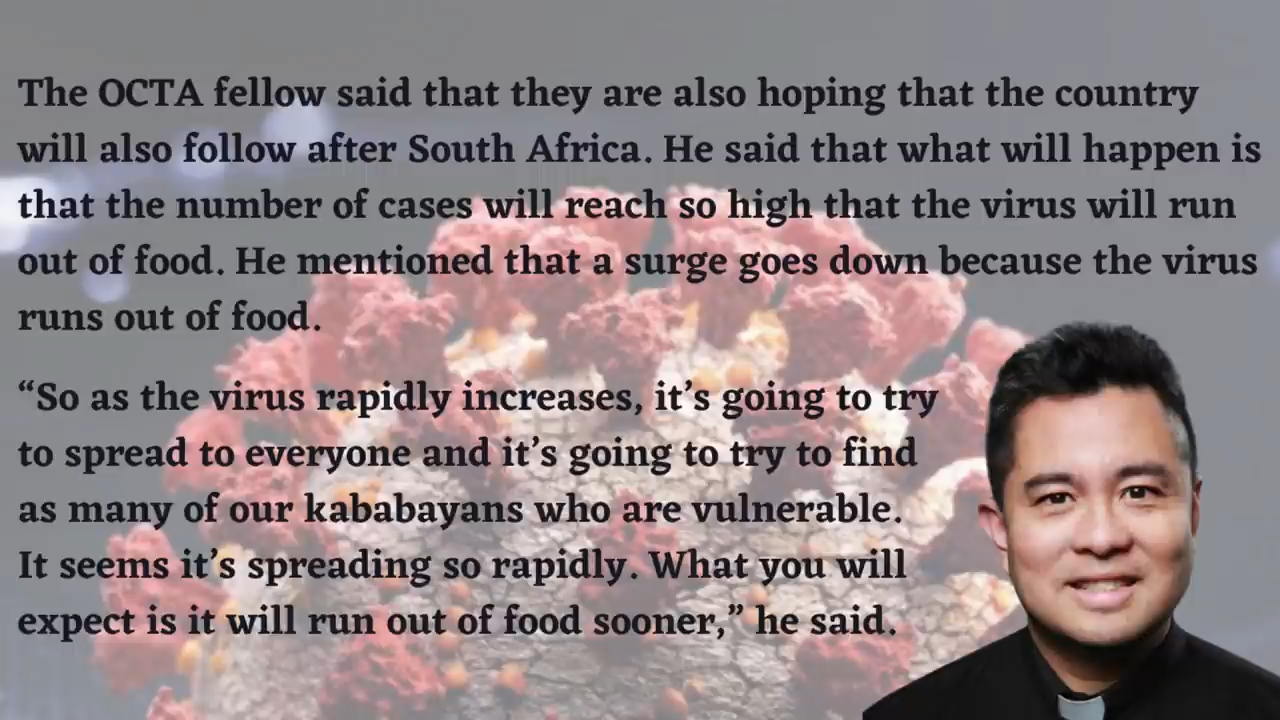 The OCTA fellow said that they are also hoping that the country
will also follow after South Africa. He said that what will happen is
that the number of cases will reach so high that the virus will run
out of food. He mentioned that a surge goes down because the virus
runs out of food.
“So as the virus rapidly increases, it’s going to try
to spread to everyone and it’s going to try to find
as many of our kababayans who are vulnerable.
It seems it’s spreading so rapidly. What you will
expect is it will run out of food sooner,” he said.